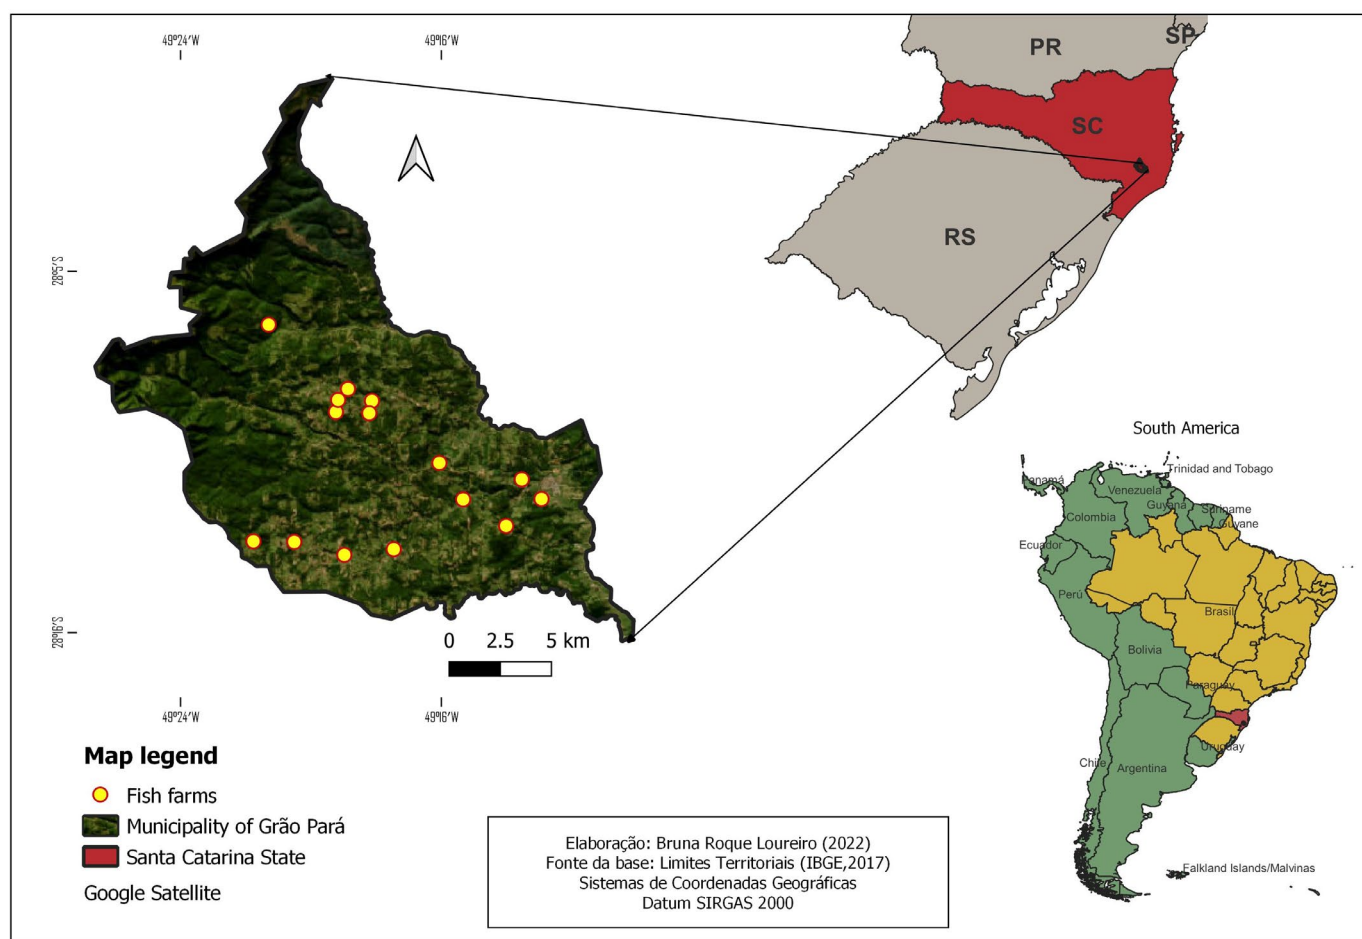 49°24'W
49°16'W
PR
SP
SC
RS
28°5'S
28°16'S
0 2.5 5 km
49°24'W
49°16'W
South America
Panamá
Trinidad and Tobago
Venezuela
Guyana
Suriname
Guyane
Colombia
Ecuador
Perú
Brasil
Bolivia
Paraguay
Uruguay
Chile
Argentina
Falkland Islands/Malvinas
Map legend
Fish farms
Municipality of Grão Pará
Santa Catarina State
Google Satellite
Elaboração: Bruna Roque Loureiro (2022)
Fonte da base: Limites Territoriais (IBGE,2017)
Sistemas de Coordenadas Geográficas
Datum SIRGAS 2000